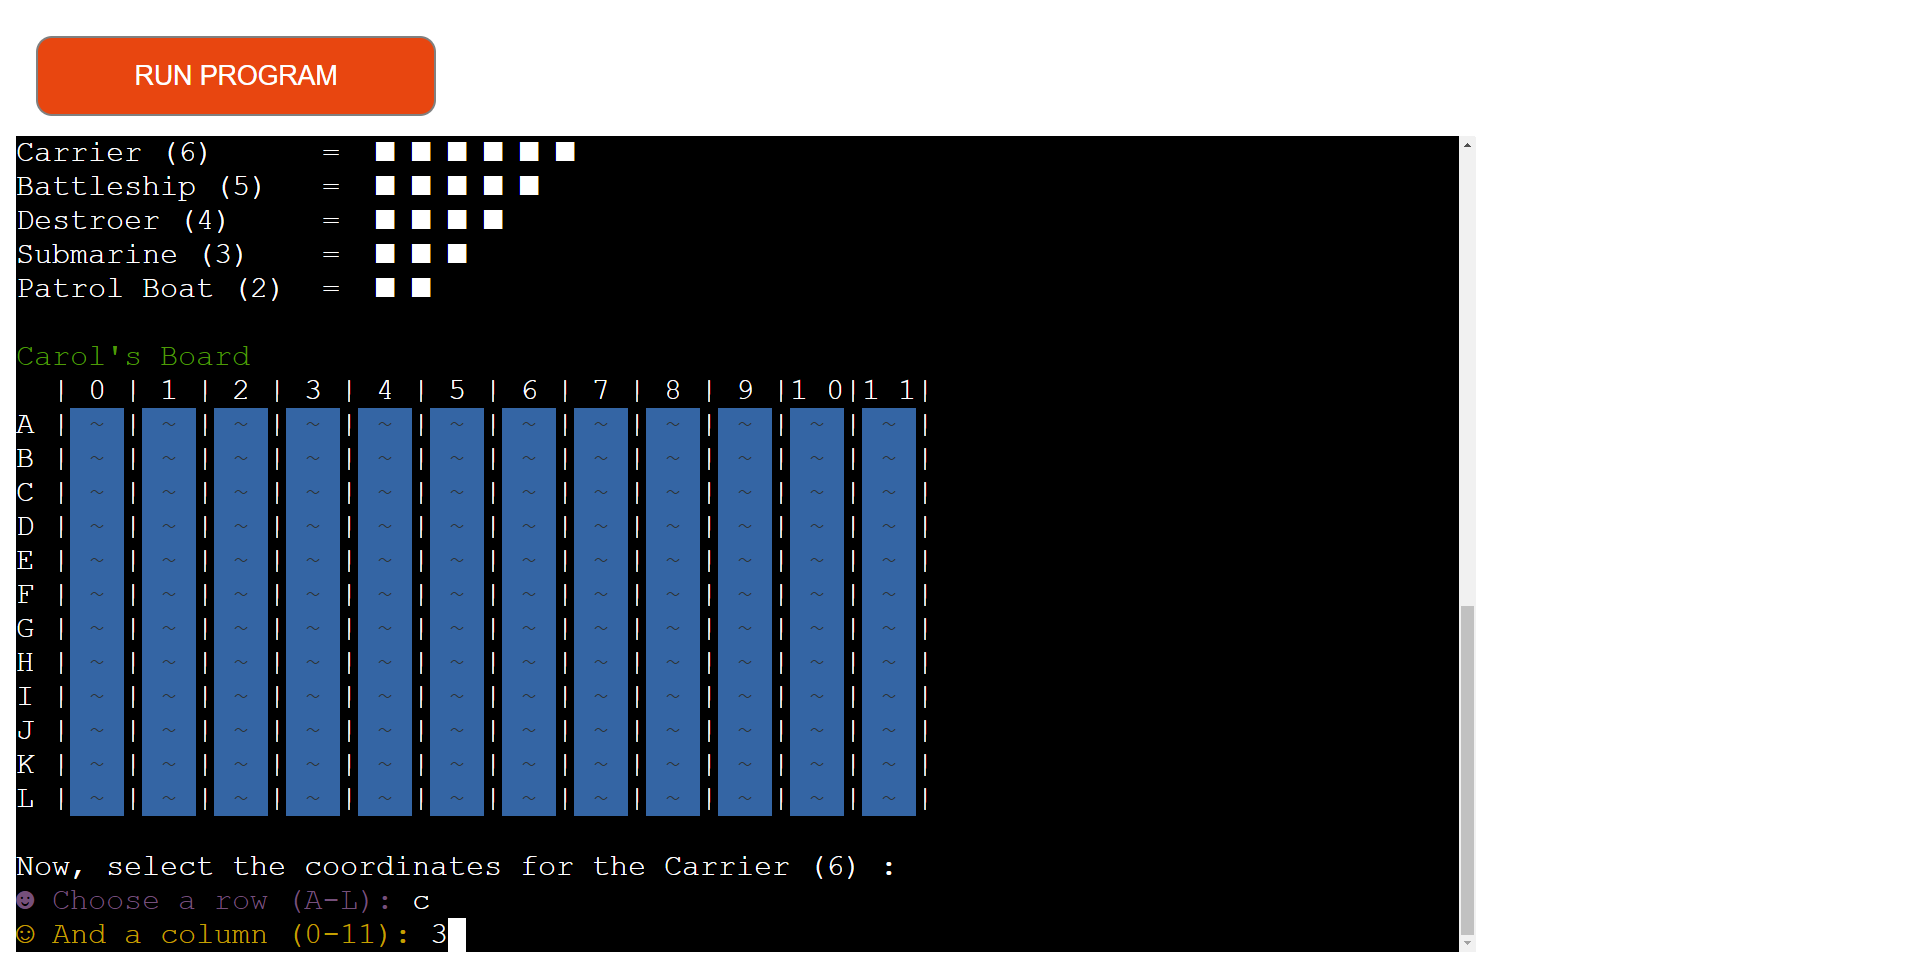 RUN PROGRAM
Carrier (6) = ■ ■ ■ ■ ■ ■
Battleship (5) = ■ ■ ■ ■ ■
Destroer (4) = ■ ■ ■ ■
Submarine (3) = ■ ■ ■
Patrol Boat (2) = ■ ■
Carol's Board
| 0 | 1 | 2 | 3 | 4 | 5 | 6 | 7 | 8 | 9 |1 0|1 1|
A | ~ | ~ | ~ | ~ | ~ | ~ | ~ | ~ | ~ | ~ | ~ | ~ |
B | ~ | ~ | ~ | ~ | ~ | ~ | ~ | ~ | ~ | ~ | ~ | ~ |
C | ~ | ~ | ~ | ~ | ~ | ~ | ~ | ~ | ~ | ~ | ~ | ~ |
D | ~ | ~ | ~ | ~ | ~ | ~ | ~ | ~ | ~ | ~ | ~ | ~ |
E | ~ | ~ | ~ | ~ | ~ | ~ | ~ | ~ | ~ | ~ | ~ | ~ |
F | ~ | ~ | ~ | ~ | ~ | ~ | ~ | ~ | ~ | ~ | ~ | ~ |
G | ~ | ~ | ~ | ~ | ~ | ~ | ~ | ~ | ~ | ~ | ~ | ~ |
H | ~ | ~ | ~ | ~ | ~ | ~ | ~ | ~ | ~ | ~ | ~ | ~ |
I | ~ | ~ | ~ | ~ | ~ | ~ | ~ | ~ | ~ | ~ | ~ | ~ |
J | ~ | ~ | ~ | ~ | ~ | ~ | ~ | ~ | ~ | ~ | ~ | ~ |
K | ~ | ~ | ~ | ~ | ~ | ~ | ~ | ~ | ~ | ~ | ~ | ~ |
L | ~ | ~ | ~ | ~ | ~ | ~ | ~ | ~ | ~ | ~ | ~ | ~ |
Now, select the coordinates for the Carrier (6) :
☻ Choose a row (A-L): c
☺ And a column (0-11): 3